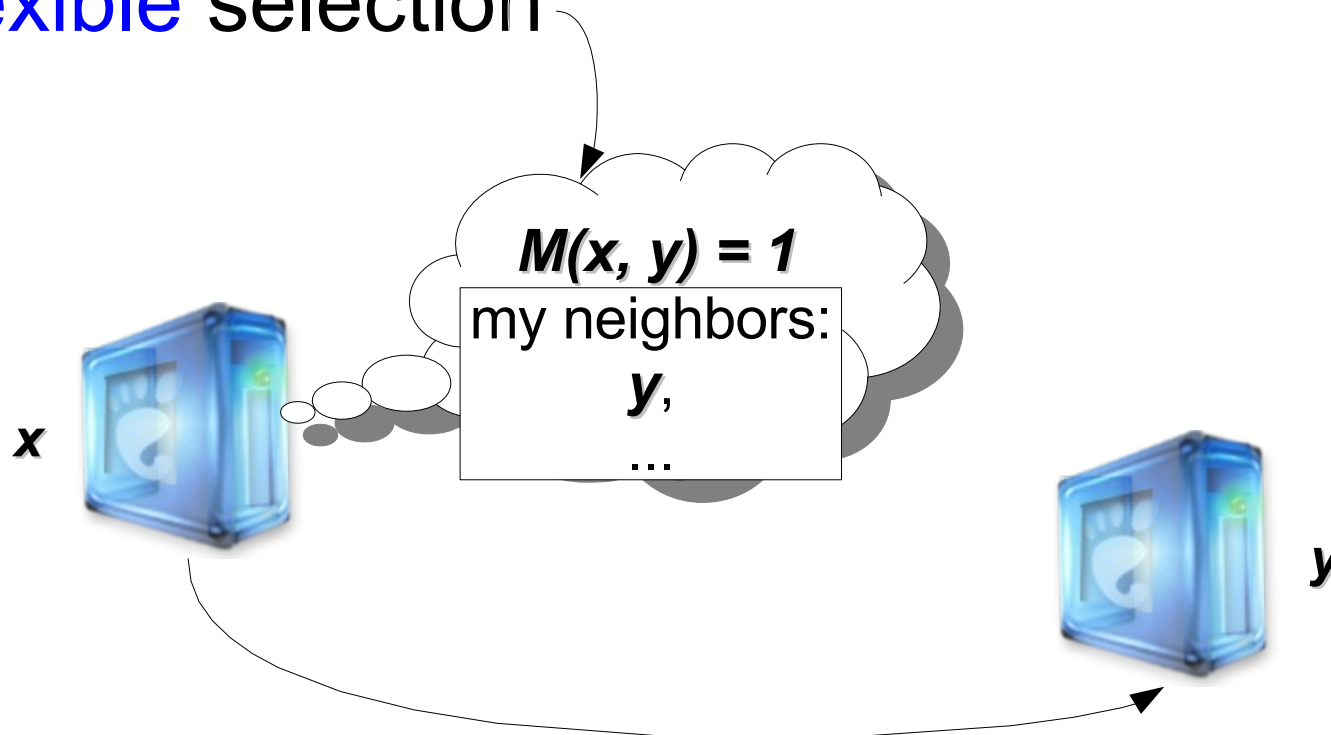 selection
M(x, y) = 1
my neighbors:
y,
...
x
y